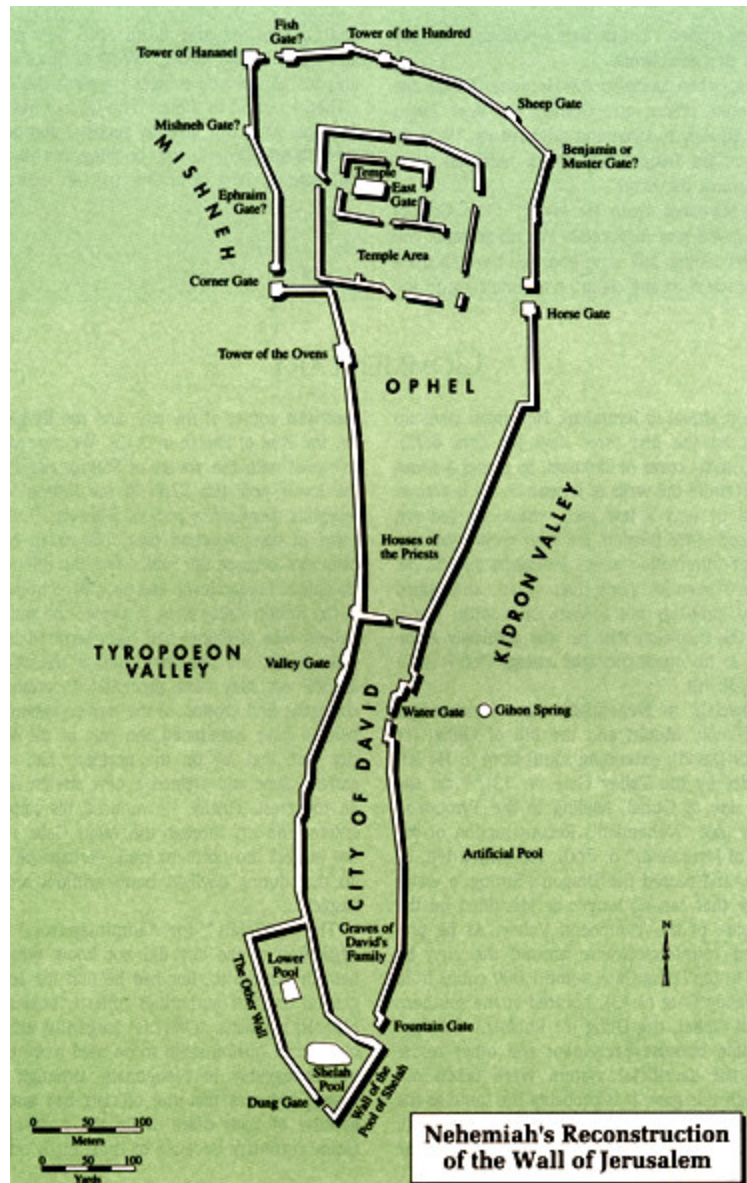 Fish
Gate?
Tower of the Hundred
Tower of Hananel
Sheep Gate
Mishneh Gate?
Benjamin or
Muster Gate?
MISHNEH
Temple
East
Gate
Ephraim
Gate?
Temple Area
Corner Gate
Horse Gate
Tower of the Ovens
OPHEL
Houses of
the Priests
KIDRON VALLEY
TYROPOEON
VALLEY
Valley Gate
CITY OF DAVID
Water Gate
Gihon Spring
Artificial Pool
Graves of
David's
Family
N
Lower
Pool
The Other Wall
Fountain Gate
Shelah
Pool
Wall of the
Pool of Shelah
Dung Gate
0 50 100
Meters
0 50 100
Yards
Nehemiah's Reconstruction
of the Wall of Jerusalem